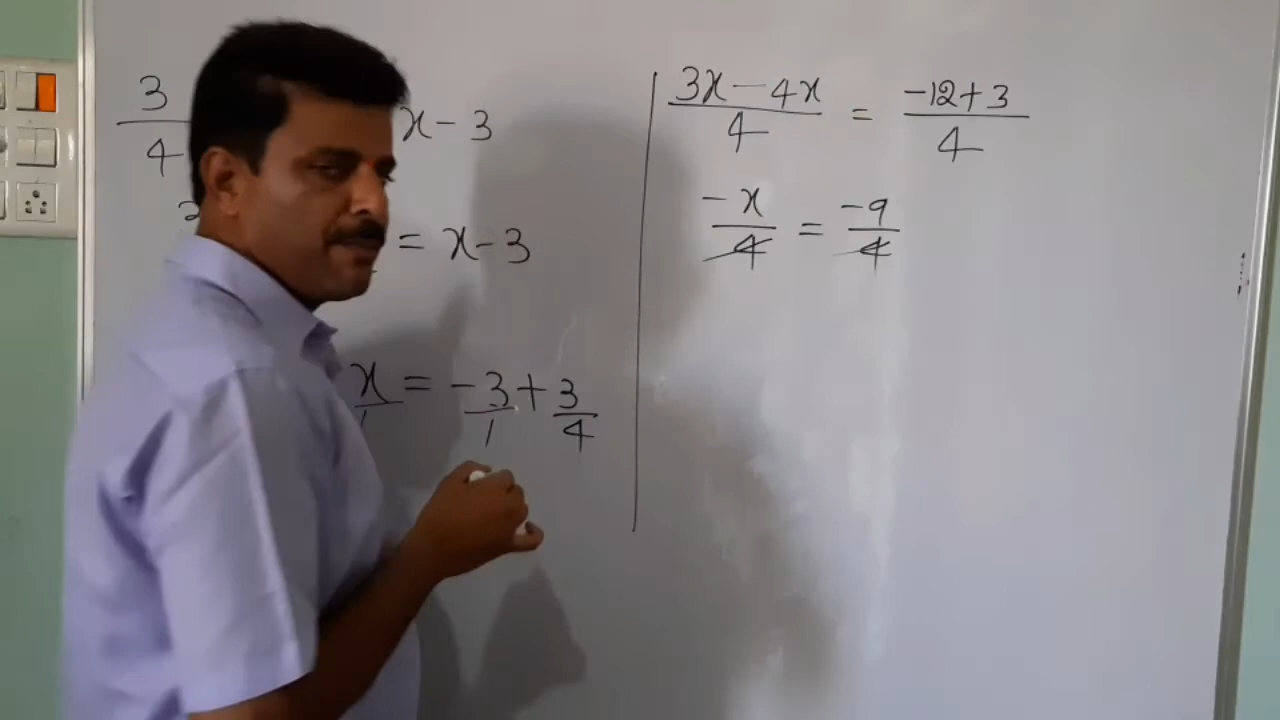 3/4 x - 3
= x - 3
x/1 = -3/1 + 3/4
(3x - 4x)/4 = (-12 + 3)/4
-x/4 = -9/4